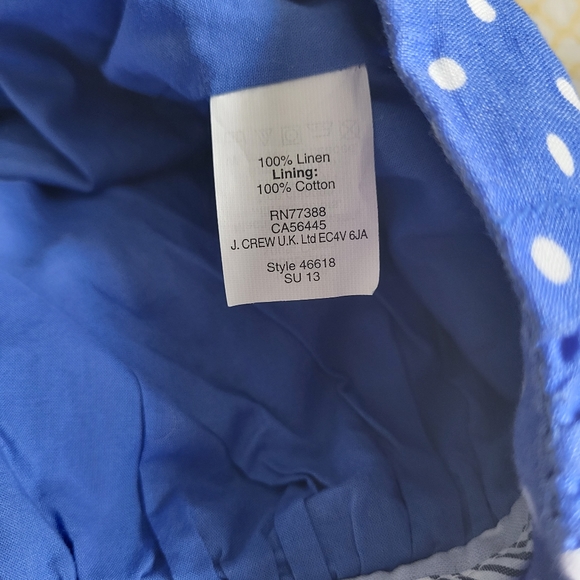 100% Linen
Lining:
100% Cotton
RN77388
CA56445
J. CREW U.K. Ltd EC4V 6JA
Style 46618
SU 13